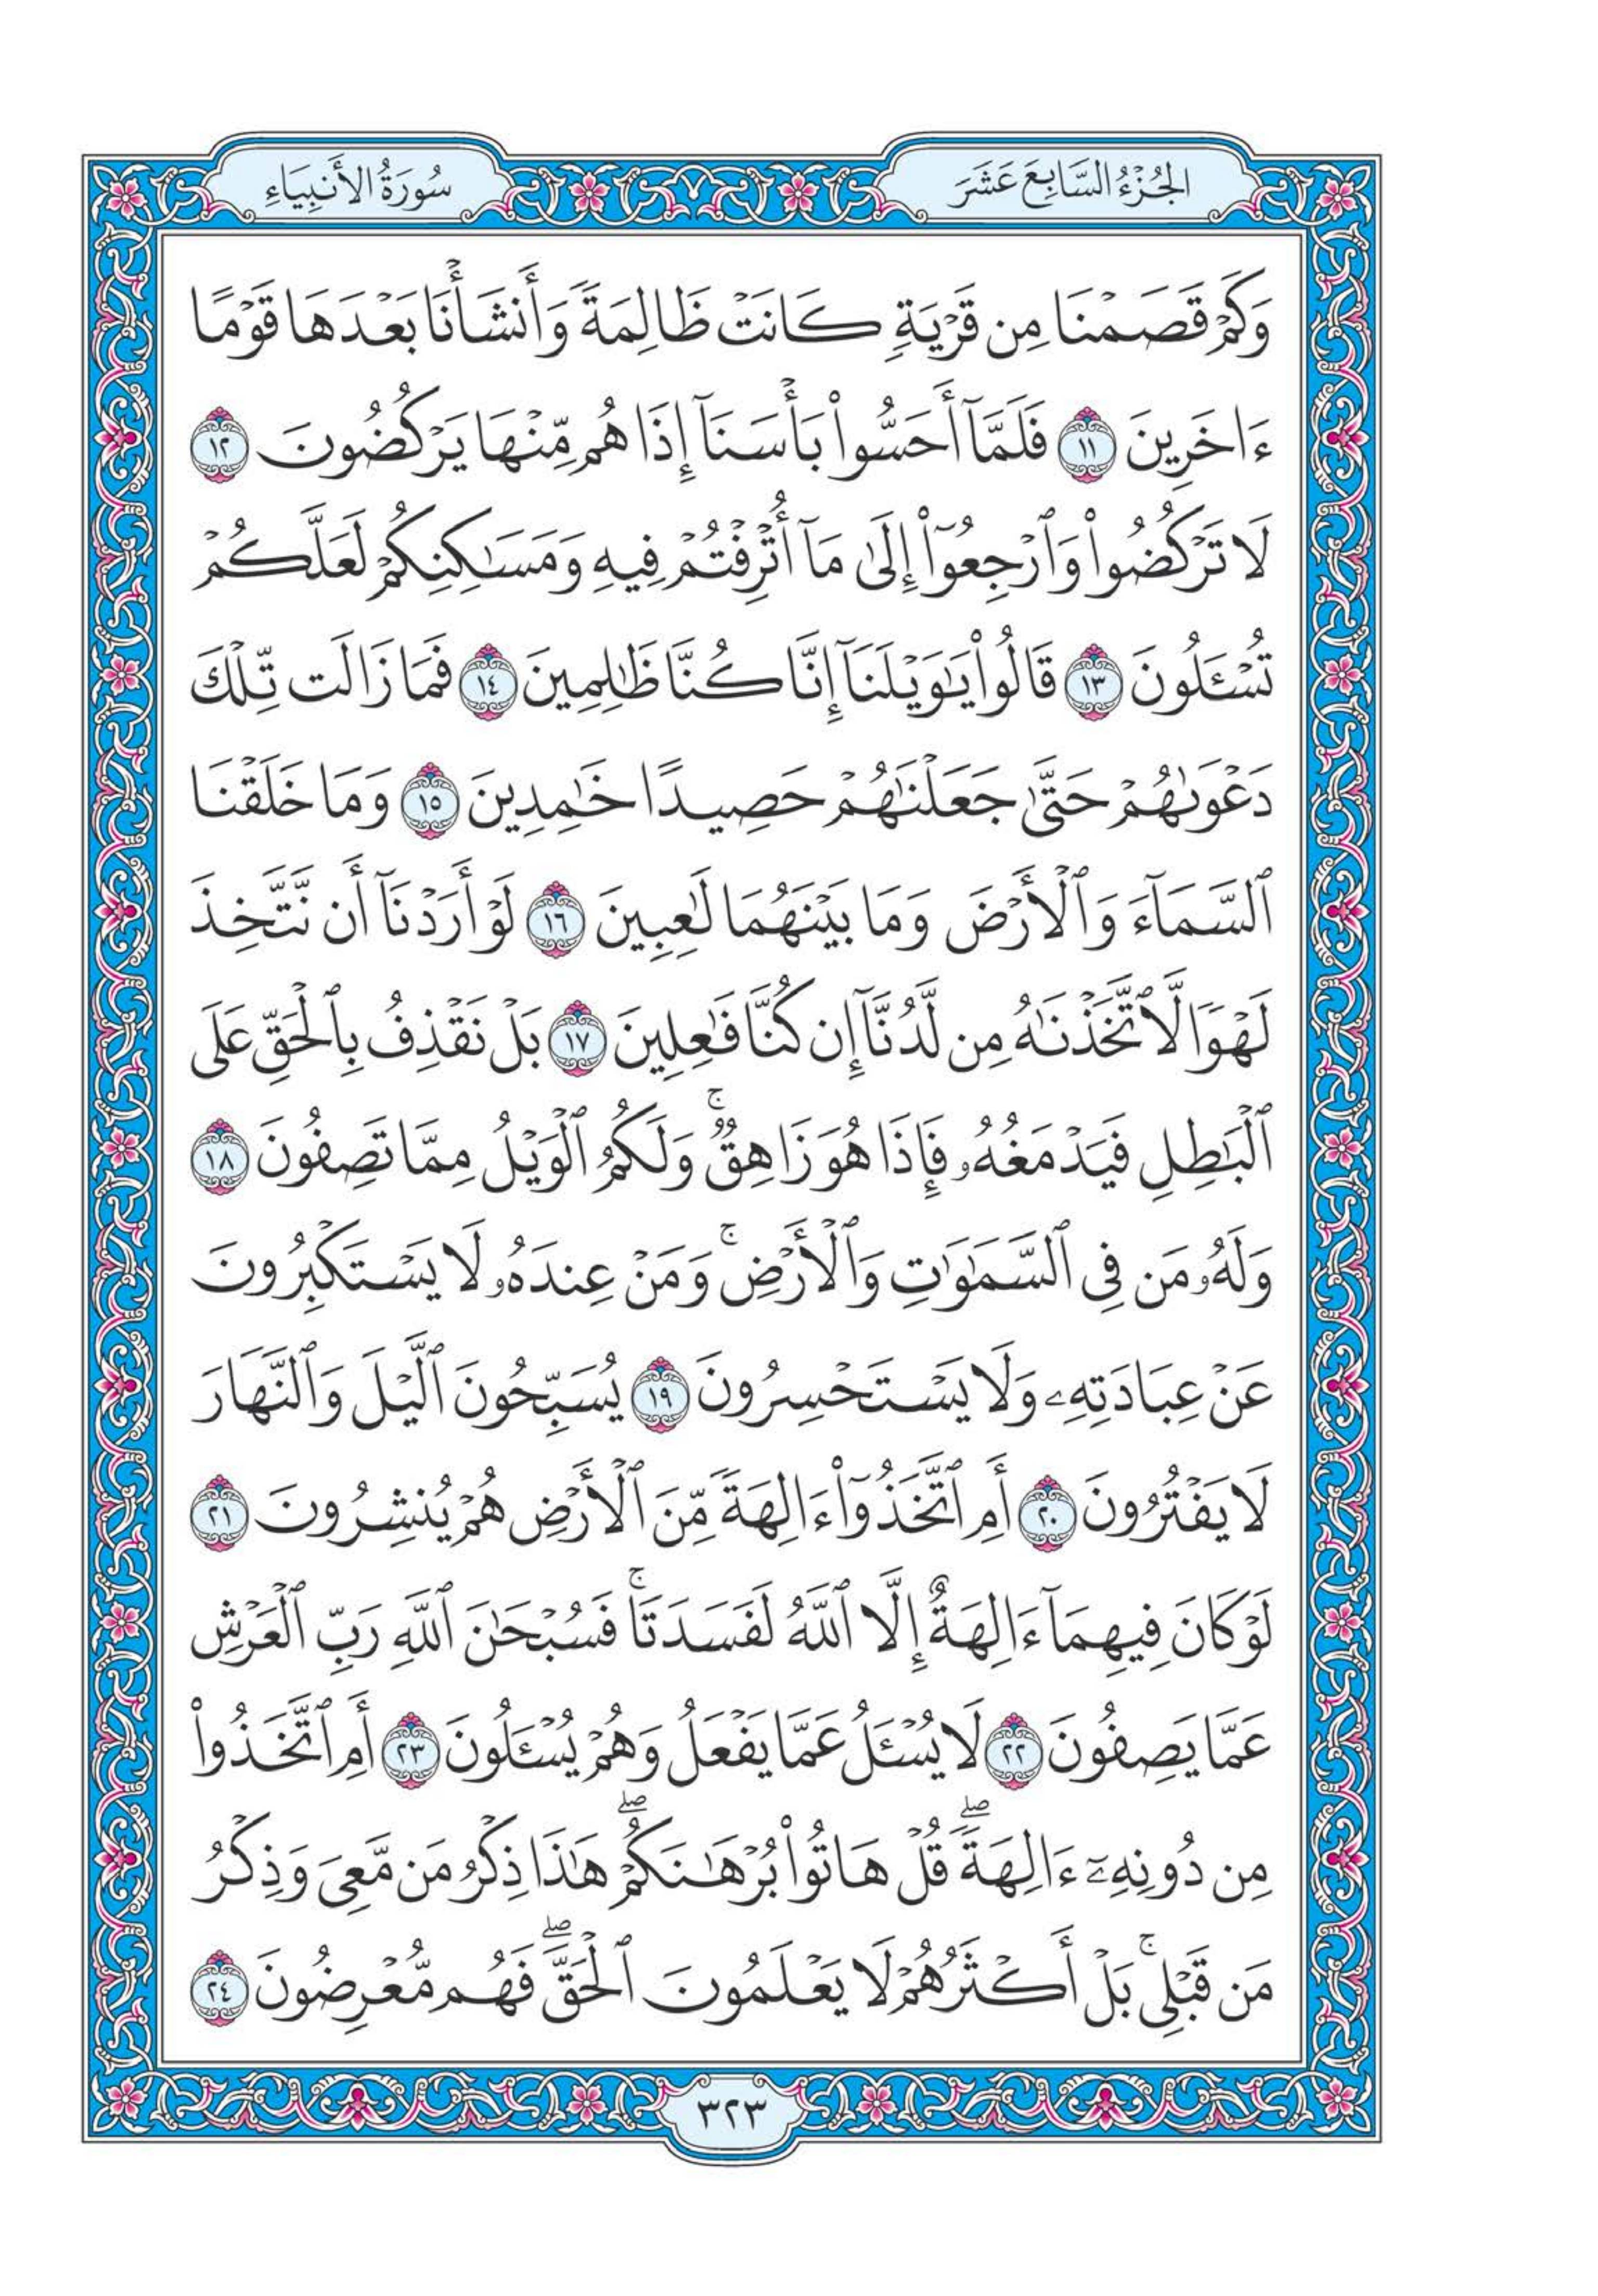 الجُزْءُ السَّابِعَ عَشَرَ
سُورَةُ الأَنبِيَاءِ
وَكَمْ قَصَمْنَا مِن قَرْيَةٍ كَانَتْ ظَالِمَةً وَأَنشَأْنَا بَعْدَهَا قَوْمًا
ءَاخَرِينَ ١١ فَلَمَّآ أَحَسُّوا۟ بَأْسَنَآ إِذَا هُم مِّنْهَا يَرْكُضُونَ ١٢
لَا تَرْكُضُوا۟ وَٱرْجِعُوٓا۟ إِلَىٰ مَآ أُتْرِفْتُمْ فِيهِ وَمَسَـٰكِنِكُمْ لَعَلَّكُمْ
تُسْـَٔلُونَ ١٣ قَالُوا۟ يَـٰوَيْلَنَآ إِنَّا كُنَّا ظَـٰلِمِينَ ١٤ فَمَا زَالَت تِّلْكَ
دَعْوَىٰهُمْ حَتَّىٰ جَعَلْنَـٰهُمْ حَصِيدًا خَـٰمِدِينَ ١٥ وَمَا خَلَقْنَا
ٱلسَّمَآءَ وَٱلْأَرْضَ وَمَا بَيْنَهُمَا لَـٰعِبِينَ ١٦ لَوْ أَرَدْنَآ أَن نَّتَّخِذَ
لَهْوًا لَّٱتَّخَذْنَـٰهُ مِن لَّدُنَّآ إِن كُنَّا فَـٰعِلِينَ ١٧ بَلْ نَقْذِفُ بِٱلْحَقِّ عَلَى
ٱلْبَـٰطِلِ فَيَدْمَغُهُۥ فَإِذَا هُوَ زَاهِقٌ ۚ وَلَكُمُ ٱلْوَيْلُ مِمَّا تَصِفُونَ ١٨
وَلَهُۥ مَن فِى ٱلسَّمَـٰوَٰتِ وَٱلْأَرْضِ ۚ وَمَنْ عِندَهُۥ لَا يَسْتَكْبِرُونَ
عَنْ عِبَادَتِهِۦ وَلَا يَسْتَحْسِرُونَ ١٩ يُسَبِّحُونَ ٱلَّيْلَ وَٱلنَّهَارَ
لَا يَفْتُرُونَ ٢٠ أَمِ ٱتَّخَذُوٓا۟ ءَالِهَةً مِّنَ ٱلْأَرْضِ هُمْ يُنشِرُونَ ٢١
لَوْ كَانَ فِيهِمَآ ءَالِهَةٌ إِلَّا ٱللَّهُ لَفَسَدَتَا ۚ فَسُبْحَـٰنَ ٱللَّهِ رَبِّ ٱلْعَرْشِ
عَمَّا يَصِفُونَ ٢٢ لَا يُسْـَٔلُ عَمَّا يَفْعَلُ وَهُمْ يُسْـَٔلُونَ ٢٣ أَمِ ٱتَّخَذُوا۟
مِن دُونِهِۦٓ ءَالِهَةً ۖ قُلْ هَاتُوا۟ بُرْهَـٰنَكُمْ ۖ هَـٰذَا ذِكْرُ مَن مَّعِىَ وَذِكْرُ
مَن قَبْلِى ۚ بَلْ أَكْثَرُهُمْ لَا يَعْلَمُونَ ٱلْحَقَّ ۖ فَهُم مُّعْرِضُونَ ٢٤
٣٢٣